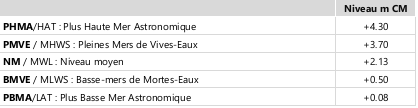 Niveau m CM
PHMA/HAT : Plus Haute Mer Astronomique +4.30
PMVE / MHWS : Pleines Mers de Vives-Eaux +3.70
NM / MWL : Niveau moyen +2.13
BMVE / MLWS : Basse-mers de Mortes-Eaux +0.50
PBMA/LAT : Plus Basse Mer Astronomique +0.08